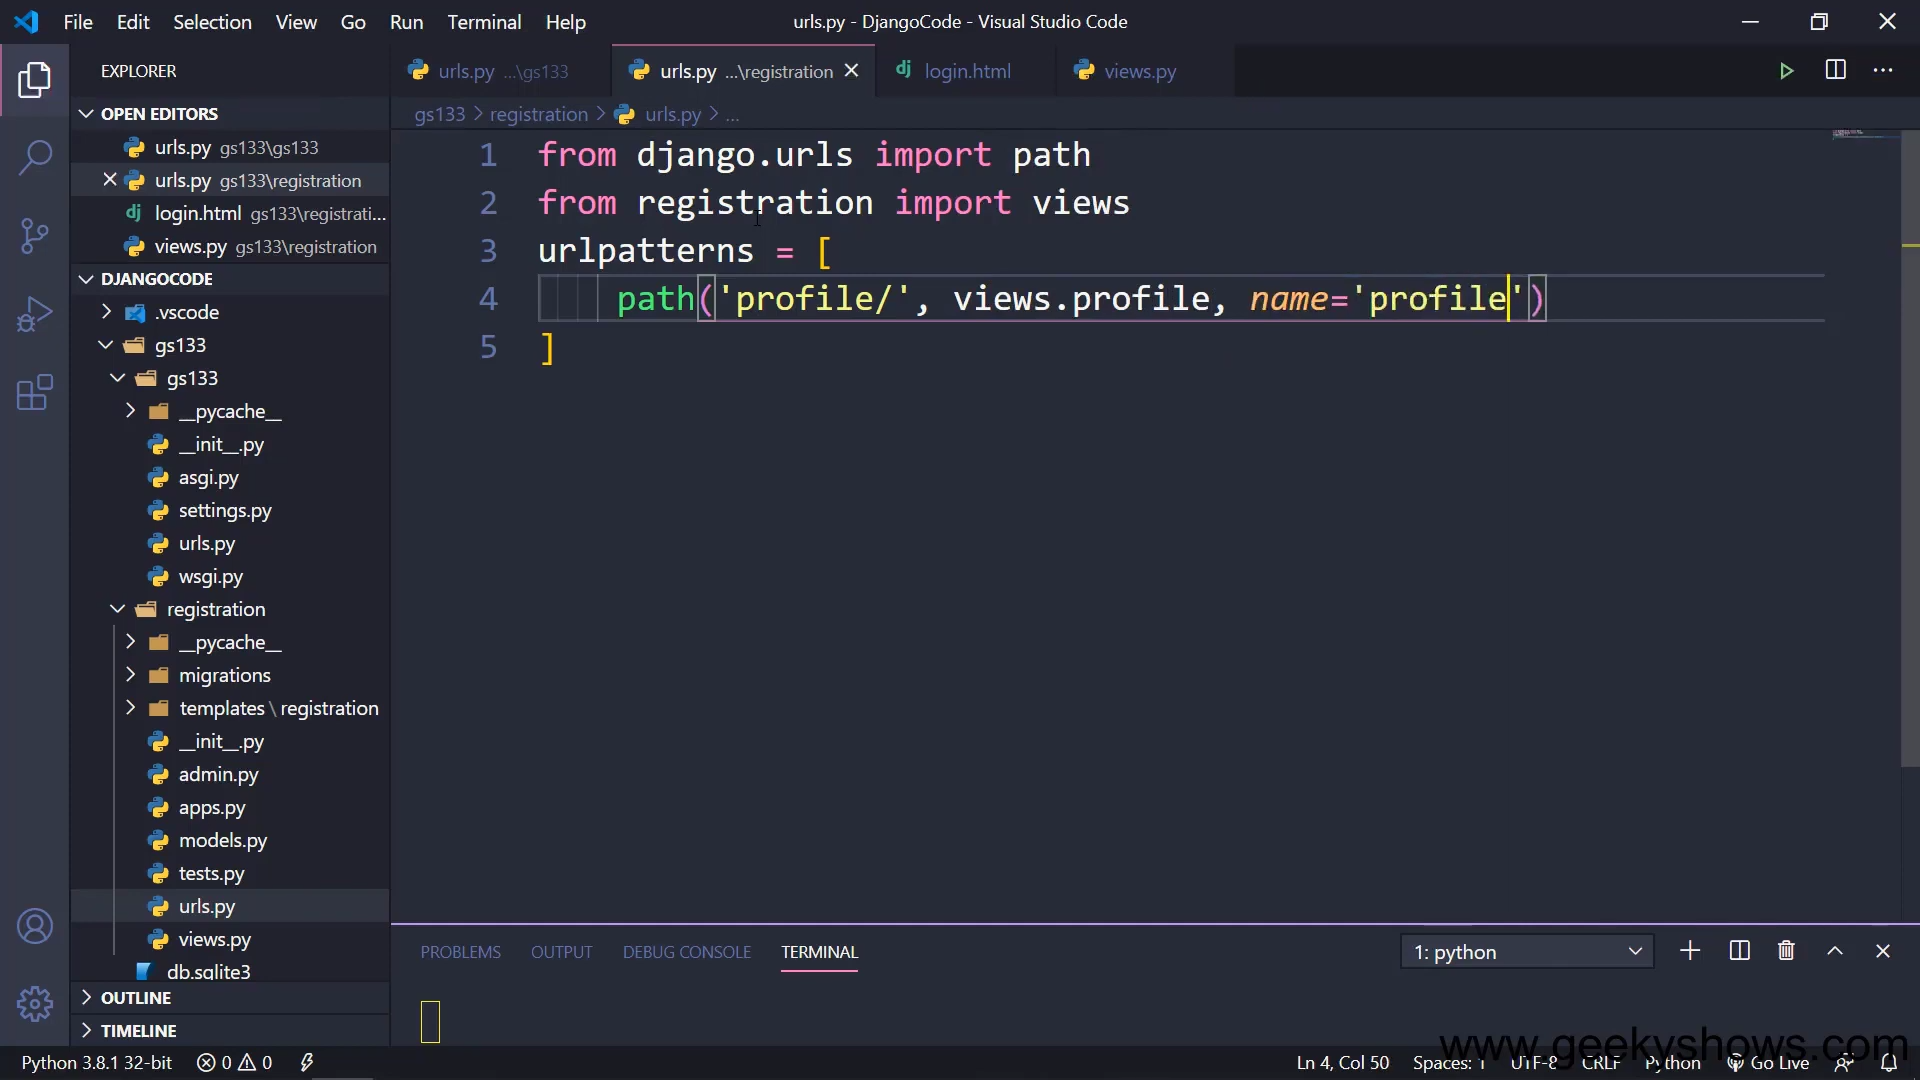 File Edit Selection View Go Run Terminal Help
urls.py - DjangoCode - Visual Studio Code
EXPLORER
OPEN EDITORS
urls.py gs133\gs133
urls.py gs133\registration
login.html gs133\registrati...
views.py gs133\registration
DJANGOCODE
.vscode
gs133
gs133
__pycache__
__init__.py
asgi.py
settings.py
urls.py
wsgi.py
registration
__pycache__
migrations
templates \ registration
__init__.py
admin.py
apps.py
models.py
tests.py
urls.py
views.py
db.sqlite3
OUTLINE
TIMELINE
urls.py ...\gs133
urls.py ...\registration
login.html
views.py
gs133 > registration > urls.py > ...
1 from django.urls import path
2 from registration import views
3 urlpatterns = [
4 path('profile/', views.profile, name='profile')
5 ]
PROBLEMS OUTPUT DEBUG CONSOLE TERMINAL
1: python
www.geekyshows.com
Python 3.8.1 32-bit 0 0
Ln 4, Col 50 Spaces: 1 UTF-8 CRLF Python Go Live